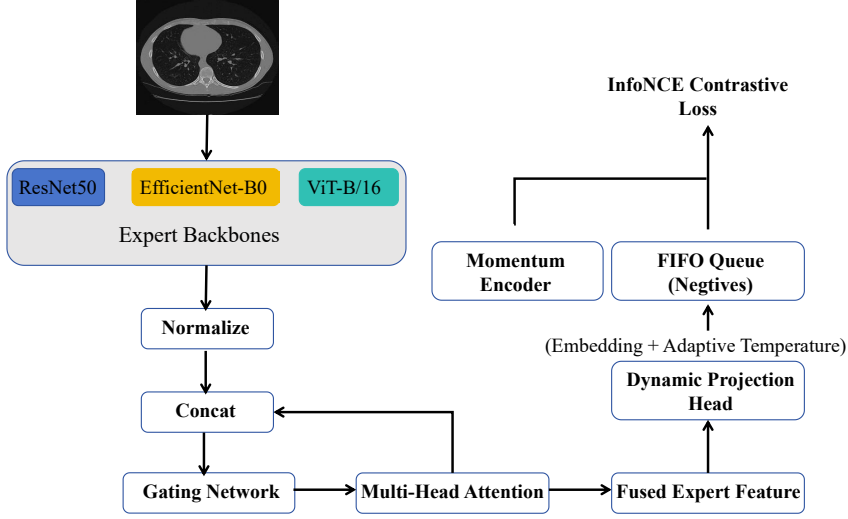 ResNet50
EfficientNet-B0
ViT-B/16
Expert Backbones
Normalize
Concat
Gating Network
Multi-Head Attention
Fused Expert Feature
Dynamic Projection
Head
(Embedding + Adaptive Temperature)
FIFO Queue
(Negtives)
Momentum
Encoder
InfoNCE Contrastive
Loss